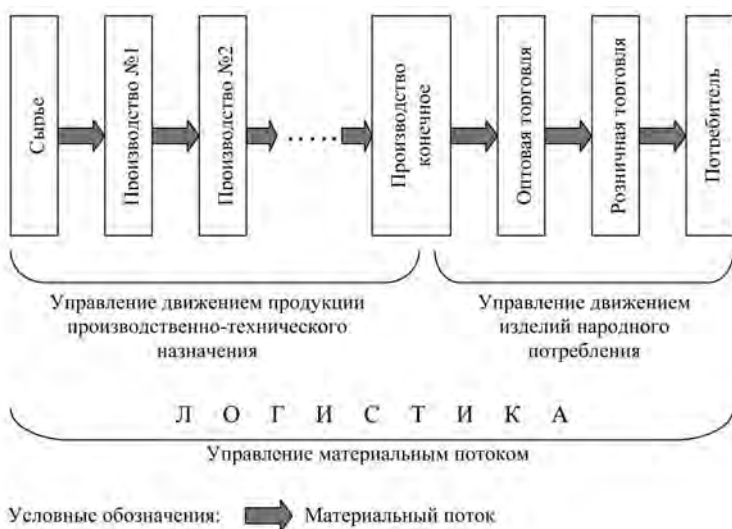 Сырье
Производство №1
Производство №2
.....
Производство
конечное
Оптовая торговля
Розничная торговля
Потребитель
Управление движением продукции
производственно-технического
назначения
Управление движением
изделий народного
потребления
Л О Г И С Т И К А
Управление материальным потоком
Условные обозначения:
Материальный поток